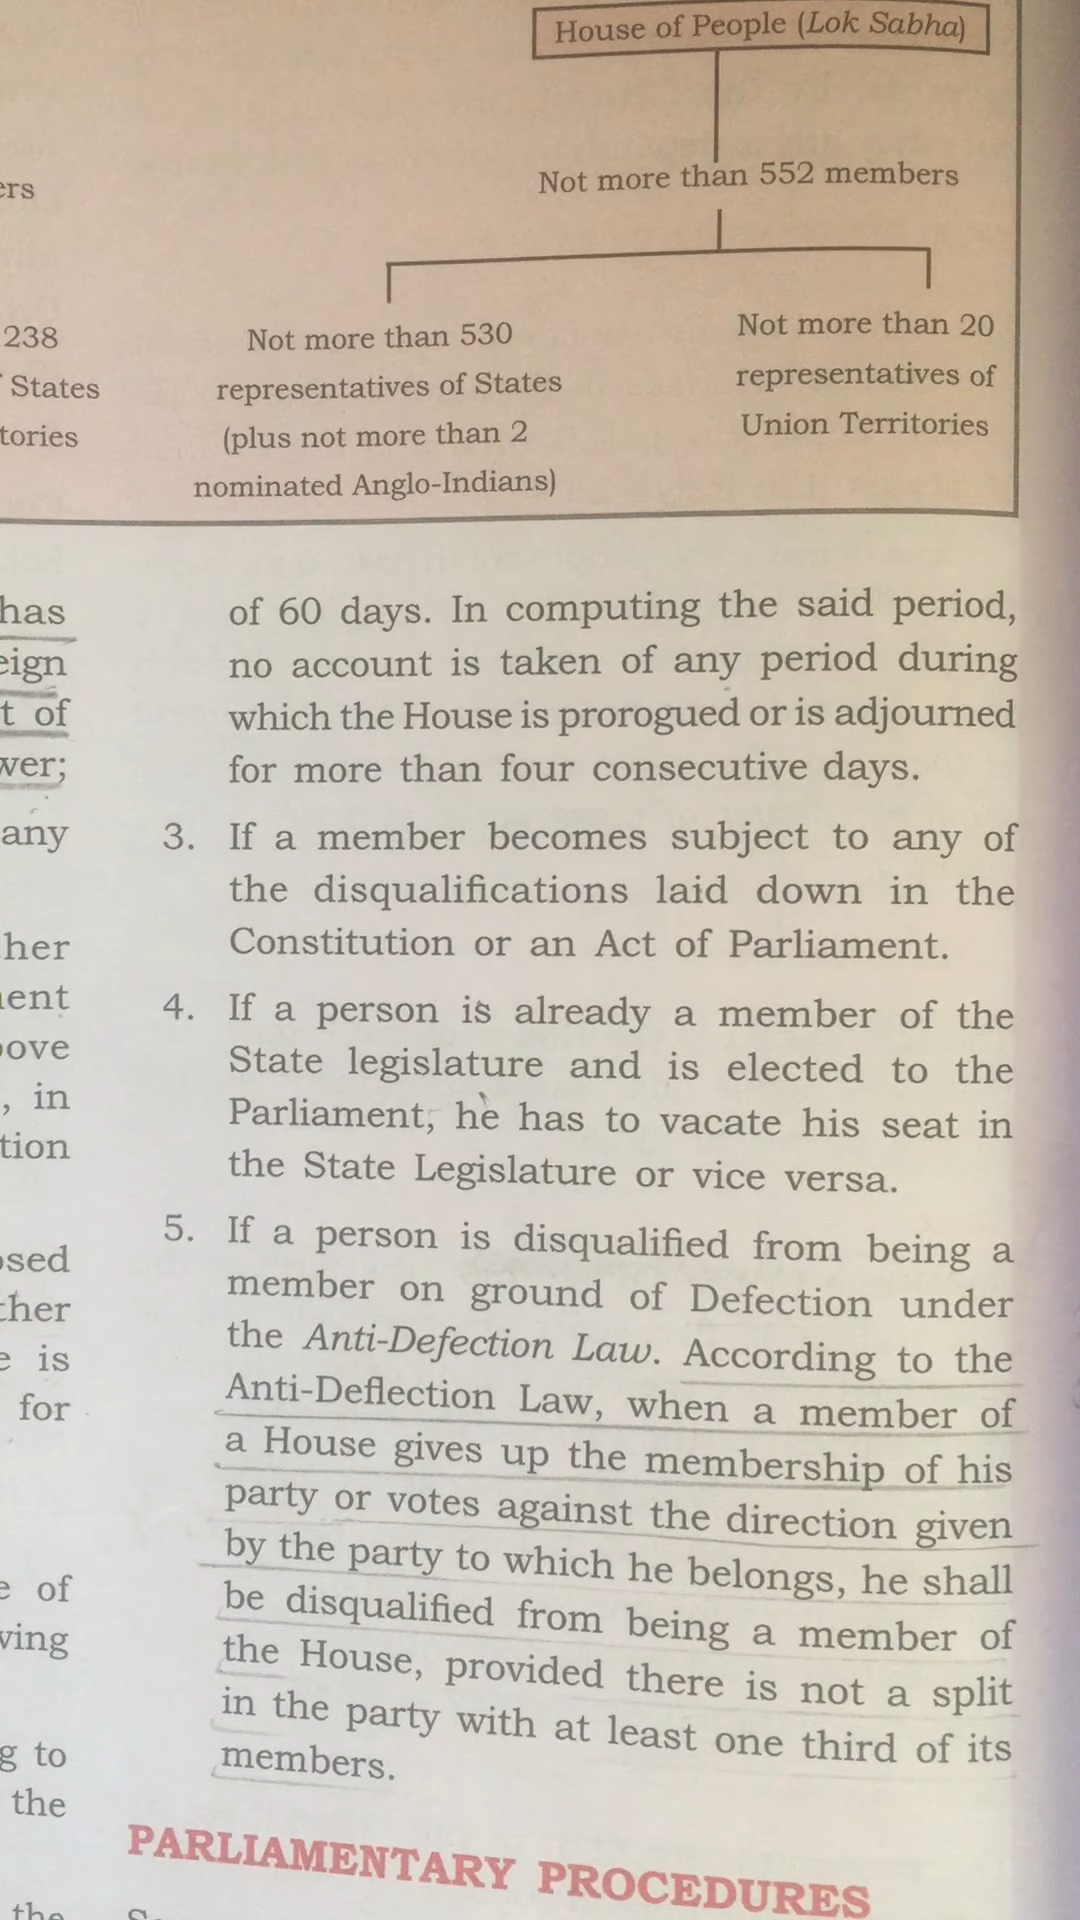 House of People (Lok Sabha)
Not more than 552 members
ers
238
States
tories
Not more than 530
representatives of States
(plus not more than 2
nominated Anglo-Indians)
Not more than 20
representatives of
Union Territories
has
eign
t of
wer;
any
her
ent
ove
, in
tion
osed
ther
e is
for
e of
ving
g to
the
the
of 60 days. In computing the said period,
no account is taken of any period during
which the House is prorogued or is adjourned
for more than four consecutive days.
3. If a member becomes subject to any of
the disqualifications laid down in the
Constitution or an Act of Parliament.
4. If a person is already a member of the
State legislature and is elected to the
Parliament, he has to vacate his seat in
the State Legislature or vice versa.
5. If a person is disqualified from being a
member on ground of Defection under
the Anti-Defection Law. According to the
Anti-Deflection Law, when a member of
a House gives up the membership of his
party or votes against the direction given
by the party to which he belongs, he shall
be disqualified from being a member of
the House, provided there is not a split
in the party with at least one third of its
members.
PARLIAMENTARY PROCEDURES